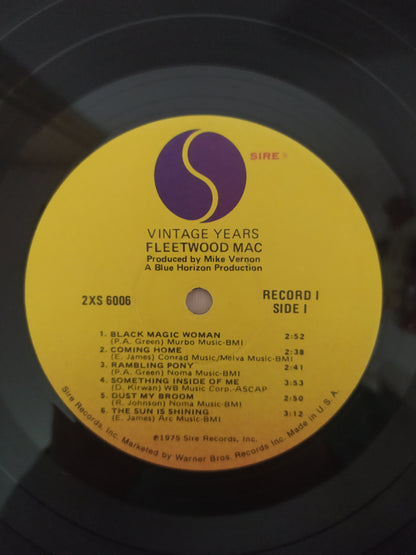 SIRE ®
VINTAGE YEARS
FLEETWOOD MAC
Produced by Mike Vernon
A Blue Horizon Production
2XS 6006
RECORD I
SIDE I
1. BLACK MAGIC WOMAN 2:52
(P.A. Green) Murbo Music-BMI
2. COMING HOME 2:38
(E. James) Conrad Music/Melva Music-BMI
3. RAMBLING PONY 2:41
(P.A. Green) Noma Music-BMI
4. SOMETHING INSIDE OF ME 3:53
(D. Kirwan) WB Music Corp.-ASCAP
5. DUST MY BROOM 2:50
(R. Johnson) Noma Music-BMI
6. THE SUN IS SHINING 3:12
(E. James) Arc Music-BMI
℗1975 Sire Records, Inc.
Sire Records, Inc. Marketed by Warner Bros. Records Inc. Made in U.S.A.